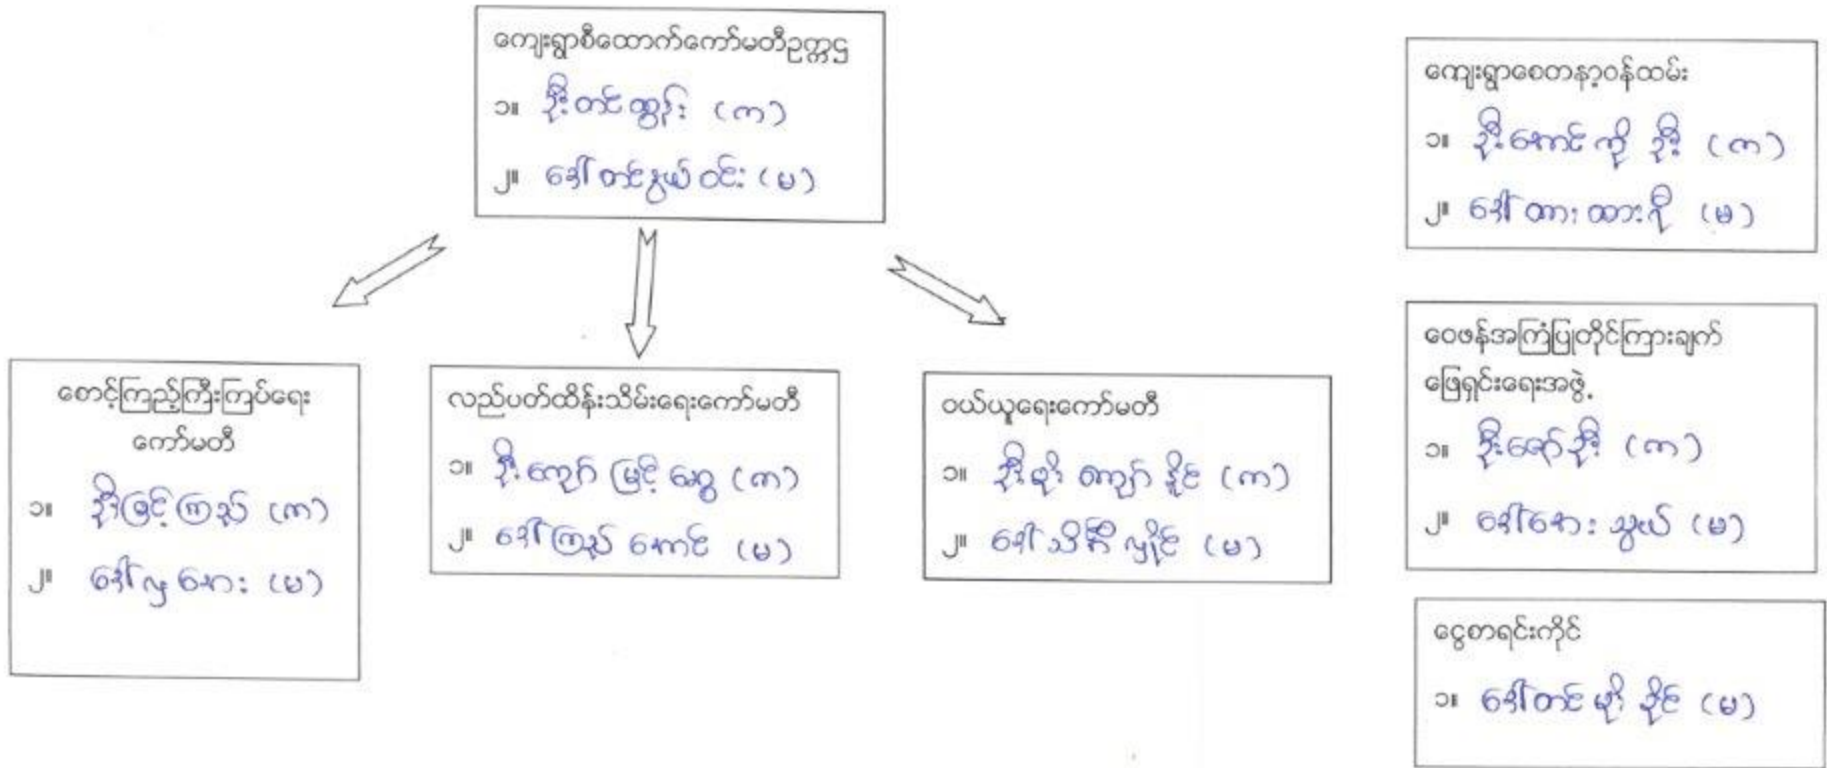 ကျေးရွာစီထောက်ကော်မတီဥက္ကဌ
၁။ ဦးတင်ထွန်း (က)
၂။ ဒေါ်တင်နွယ်ဝင်း (မ)
ကျေးရွာစေတနာ့ဝန်ထမ်း
၁။ ဦးအောင်ကို ဦး (က)
၂။ ဒေါ်ထားထားရီ (မ)
စောင့်ကြည့်ကြီးကြပ်ရေး
ကော်မတီ
၁။ ဦးမြင့်ကြည် (က)
၂။ ဒေါ်လှအေး (မ)
လည်ပတ်ထိန်းသိမ်းရေးကော်မတီ
၁။ ဦးကျော် မြင့် ဆွေ (က)
၂။ ဒေါ်ကြည် အောင် (မ)
ဝယ်ယူရေးကော်မတီ
၁။ ဦးစိုး ကျော် နိုင် (က)
၂။ ဒေါ်သိင်္ဂီ လှိုင် (မ)
ဝေဖန်အကြံပြုတိုင်ကြားချက်
ဖြေရှင်းရေးအဖွဲ့
၁။ ဦးဇော်ဦး (က)
၂။ ဒေါ်အေး သွယ် (မ)
ငွေစာရင်းကိုင်
၁။ ဒေါ်တင် မိုး ခိုင် (မ)